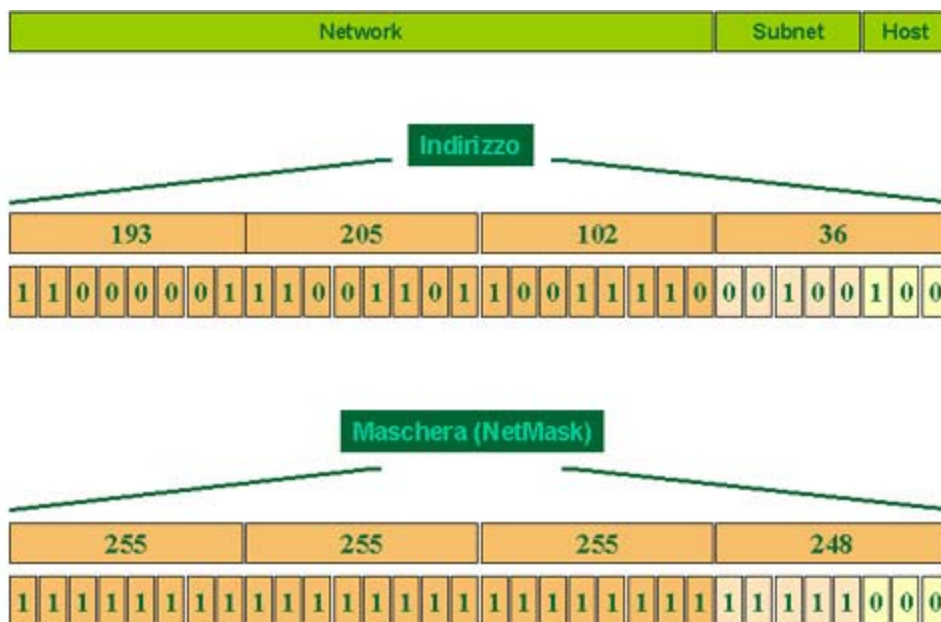 Network Subnet Host
Indirizzo
193 205 102 36
1 1 0 0 0 0 0 1 1 1 0 0 1 1 0 1 1 0 0 1 1 1 1 0 0 0 1 0 0 1 0 0
Maschera (NetMask)
255 255 255 248
1 1 1 1 1 1 1 1 1 1 1 1 1 1 1 1 1 1 1 1 1 1 1 1 1 1 1 1 1 0 0 0